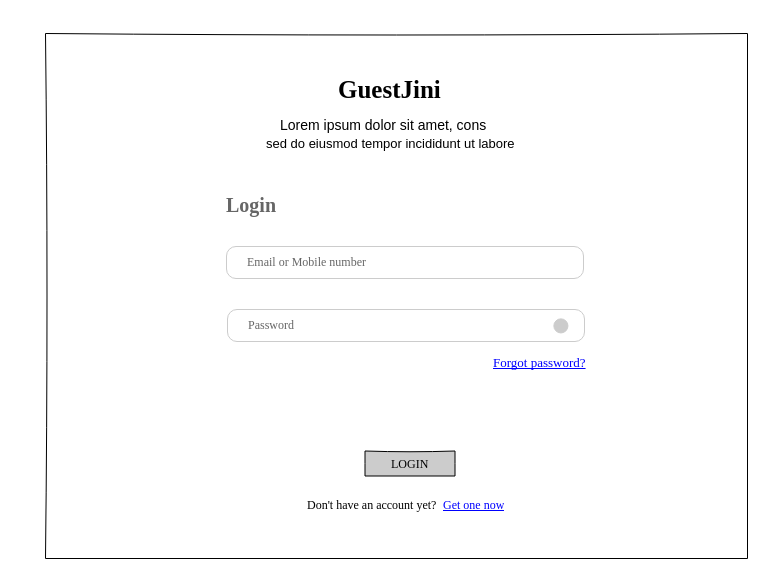 GuestJini
Lorem ipsum dolor sit amet, cons
sed do eiusmod tempor incididunt ut labore
Login
Email or Mobile number
Password
Forgot password?
LOGIN
Don't have an account yet? Get one now